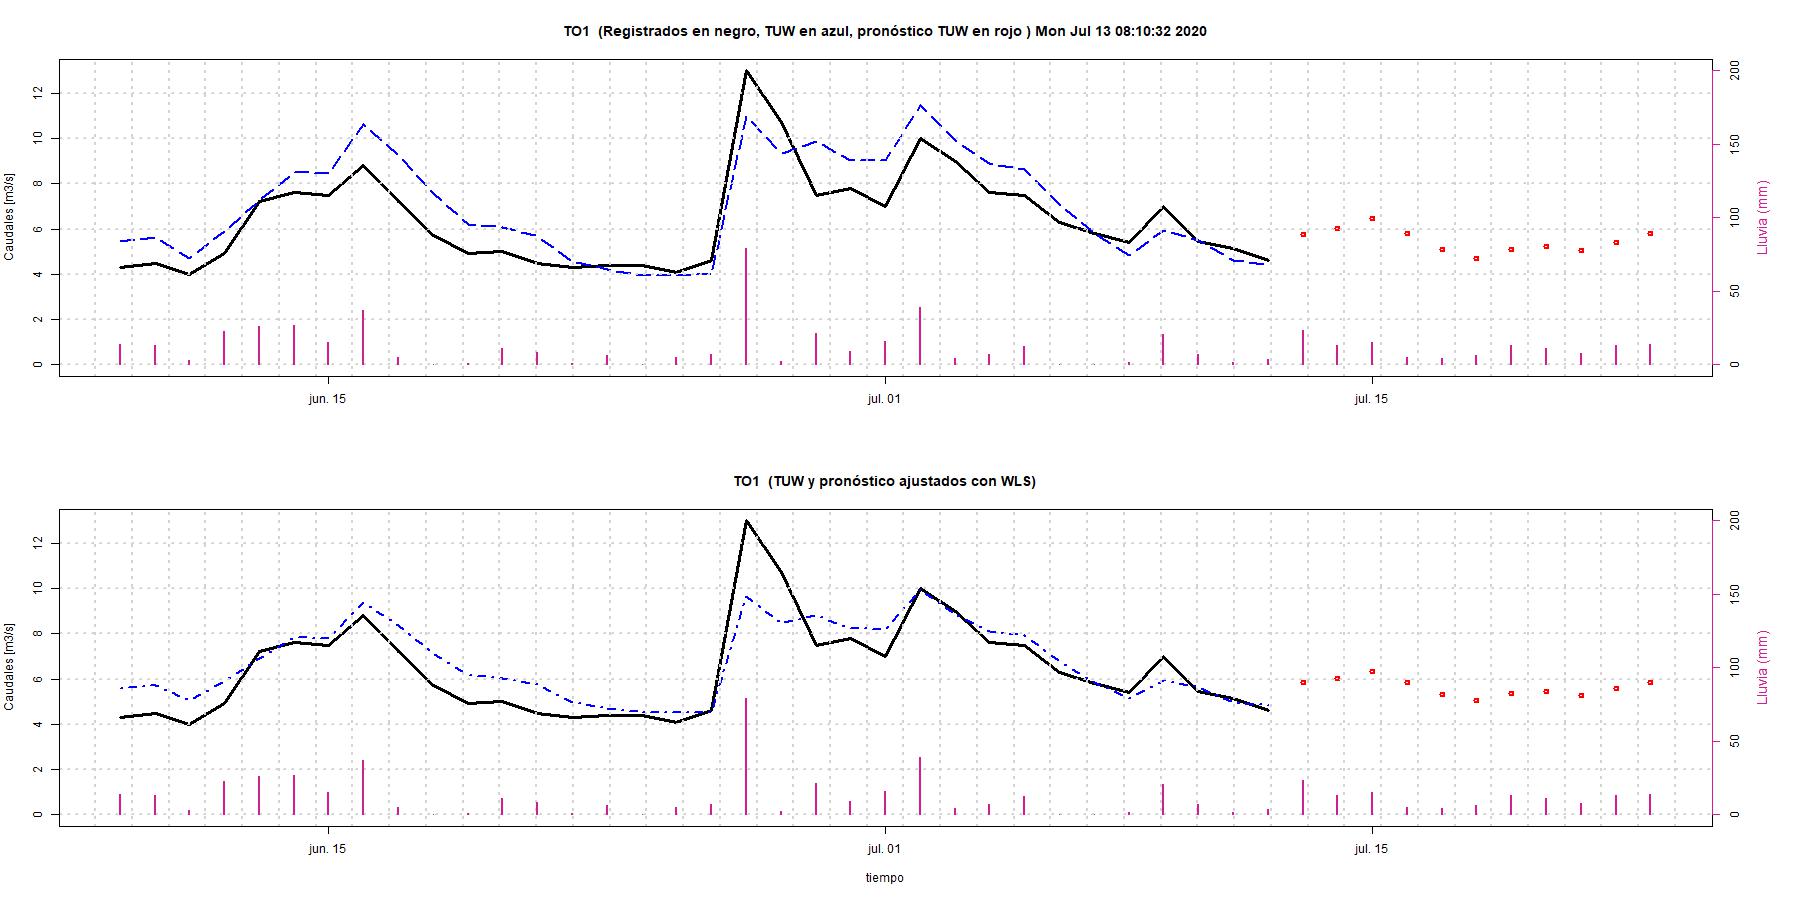 TO1 (Registrados en negro, TUW en azul, pronóstico TUW en rojo ) Mon Jul 13 08:10:32 2020
Caudales [m3/s]
12
10
8
6
4
2
0
200
150
100
50
0
Lluvia (mm)
jun. 15
jul. 01
jul. 15
TO1 (TUW y pronóstico ajustados con WLS)
Caudales [m3/s]
12
10
8
6
4
2
0
200
150
100
50
0
Lluvia (mm)
jun. 15
jul. 01
jul. 15
tiempo